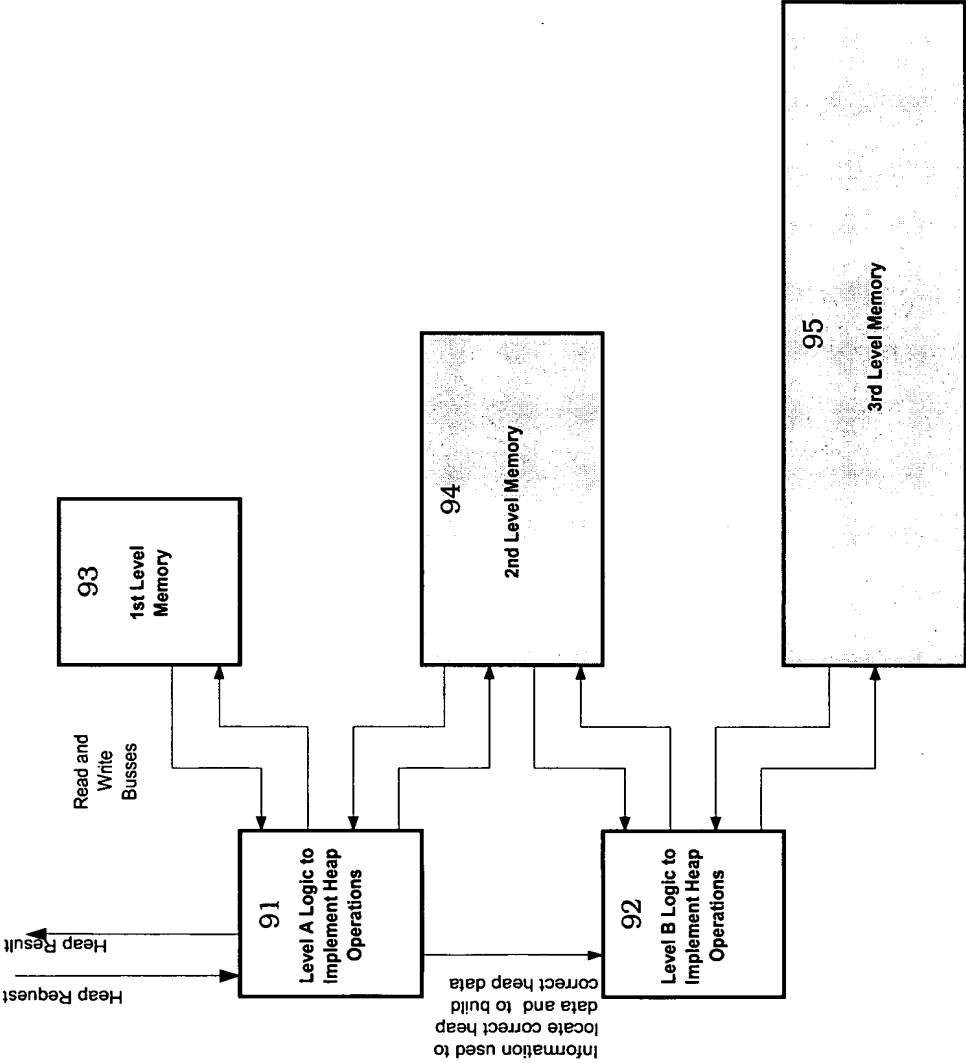 Heap Request
Heap Result
91
Level A Logic to
Implement Heap
Operations
Read and
Write
Busses
93
1st Level
Memory
94
2nd Level Memory
Information used to
locate correct heap
data and to build
correct heap data
92
Level B Logic to
Implement Heap
Operations
95
3rd Level Memory